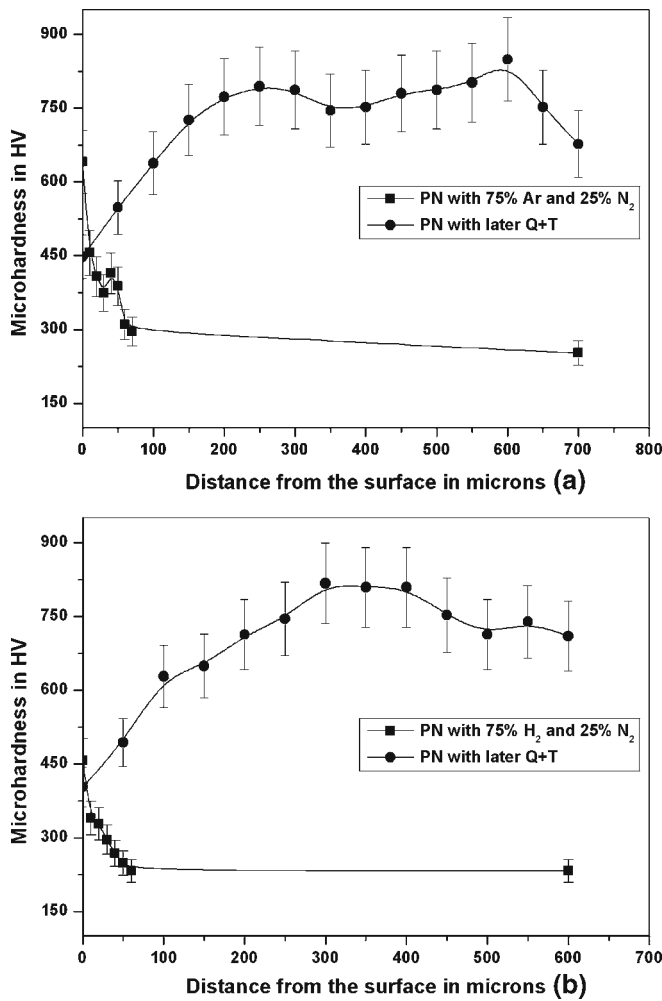 900
750
600
450
300
150
Microhardness in HV
PN with 75% Ar and 25% N₂
PN with later Q+T
0 100 200 300 400 500 600 700 800
Distance from the surface in microns (a)
900
750
600
450
300
150
Microhardness in HV
PN with 75% H₂ and 25% N₂
PN with later Q+T
0 100 200 300 400 500 600 700
Distance from the surface in microns (b)